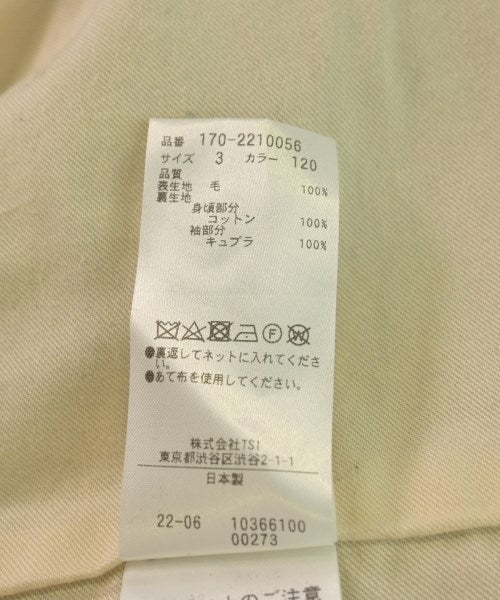 品番 170-2210056
サイズ 3 カラー 120
品質
表生地 毛 100%
裏生地
身頃部分
コットン 100%
袖部分
キュプラ 100%
●裏返してネットに入れてくださ
い。
●あて布を使用してください。
株式会社TSI
東京都渋谷区渋谷2-1-1
日本製
22-06 10366100
00273
のご注意